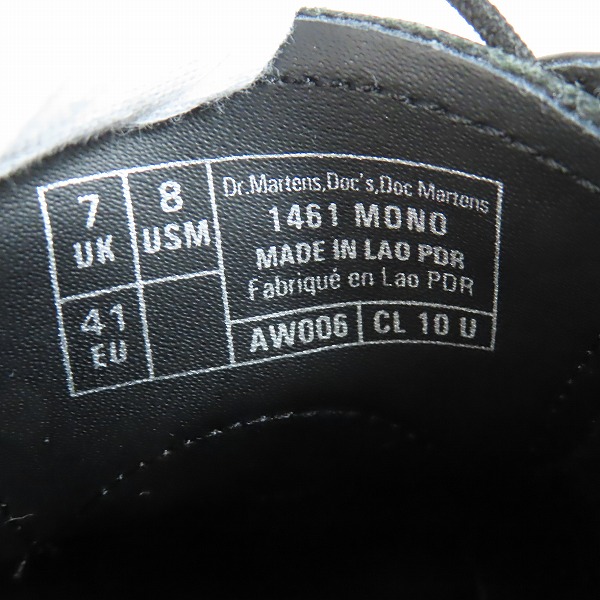 7
UK
8
USM
41
EU
Dr.Martens,Doc's,Doc Martens
1461 MONO
MADE IN LAO PDR
Fabriqué en Lao PDR
AW006 CL 10 U